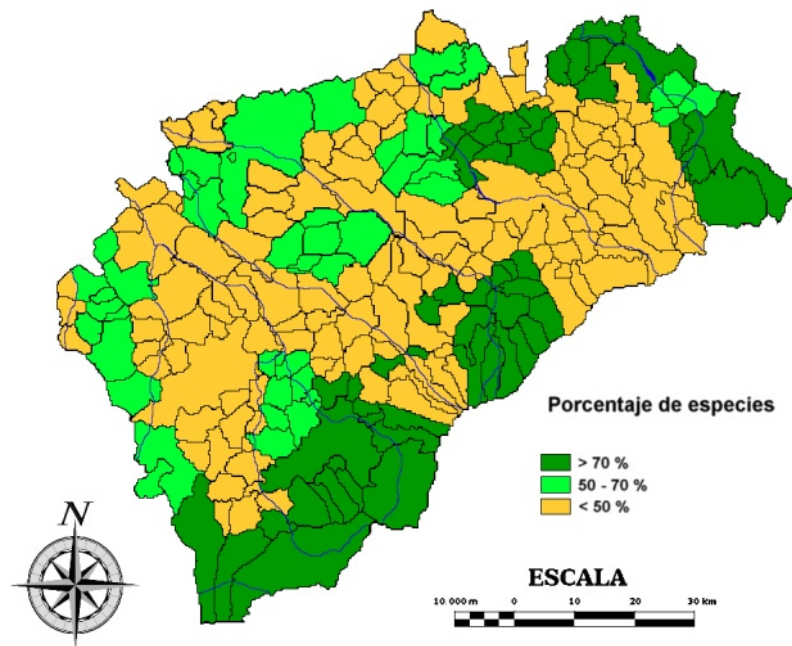 Porcentaje de especies
> 70 %
50 - 70 %
< 50 %
N
ESCALA
10 000 m 0 10 20 30 km